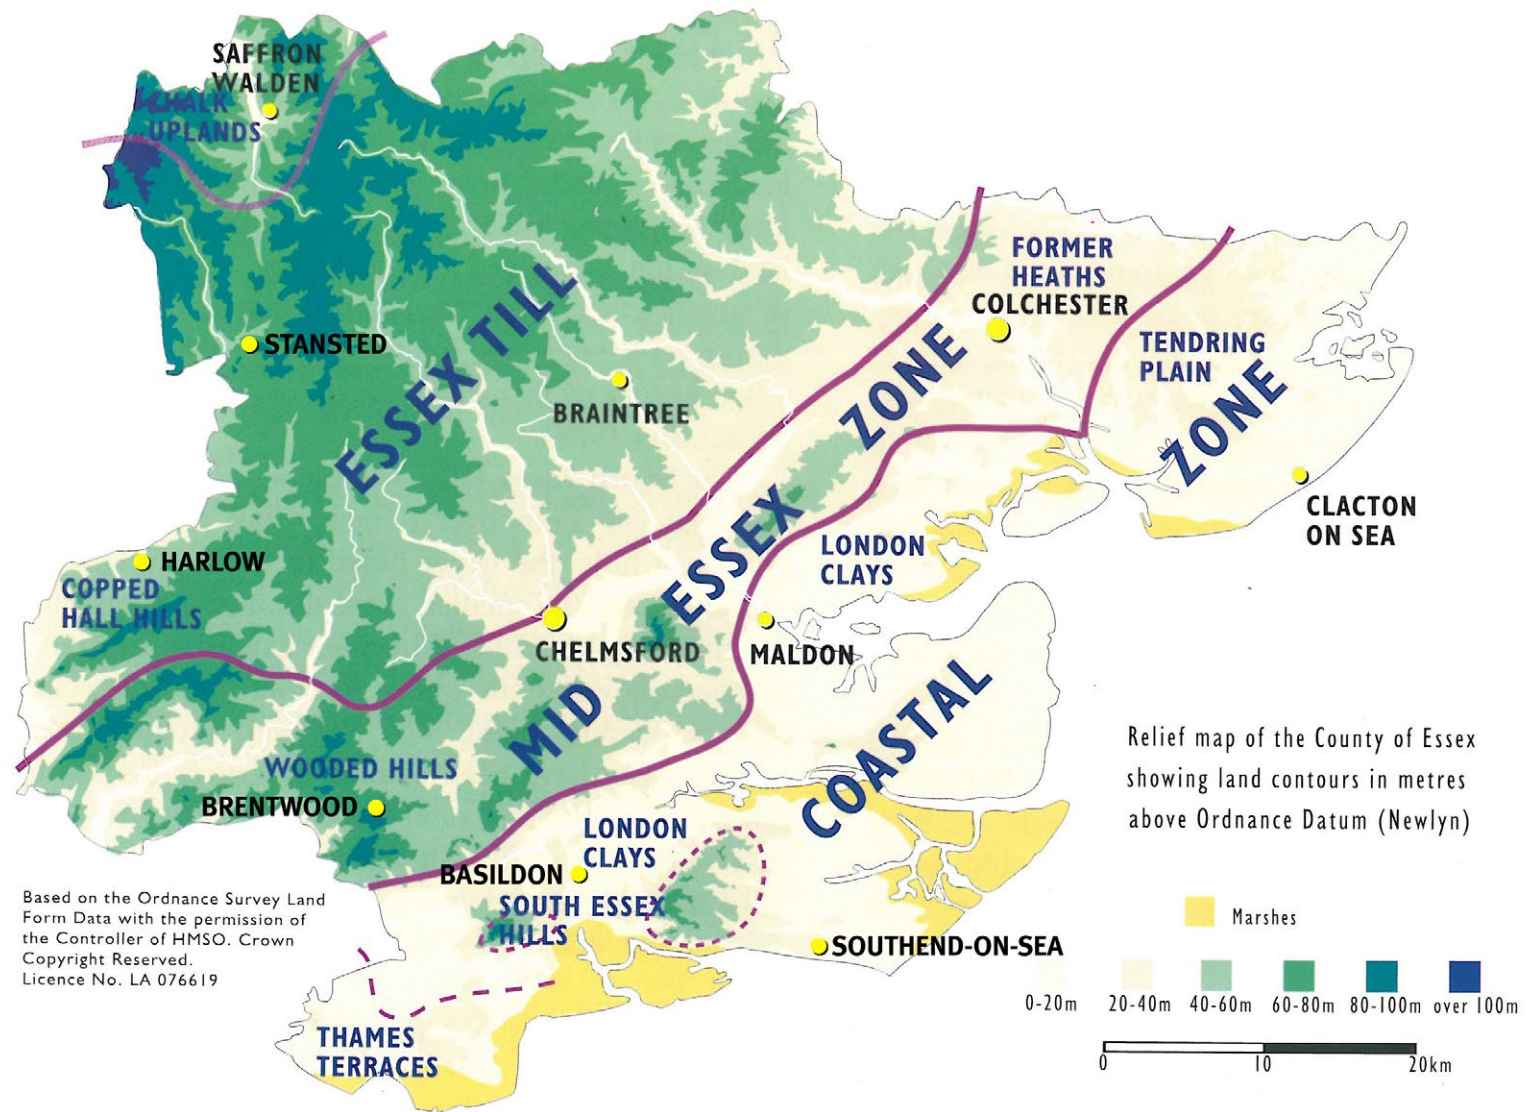 SAFFRON
WALDEN
CHALK
UPLANDS
STANSTED
ESSEX TILL
BRAINTREE
FORMER
HEATHS
COLCHESTER
TENDRING
PLAIN
ZONE
CLACTON
ON SEA
HARLOW
COPPED
HALL HILLS
MID ESSEX ZONE
LONDON
CLAYS
CHELMSFORD
MALDON
COASTAL
WOODED HILLS
BRENTWOOD
LONDON
CLAYS
BASILDON
SOUTH ESSEX
HILLS
SOUTHEND-ON-SEA
THAMES
TERRACES
Based on the Ordnance Survey Land
Form Data with the permission of
the Controller of HMSO. Crown
Copyright Reserved.
Licence No. LA 076619
Relief map of the County of Essex
showing land contours in metres
above Ordnance Datum (Newlyn)
Marshes
0-20m 20-40m 40-60m 60-80m 80-100m over 100m
0 10 20km